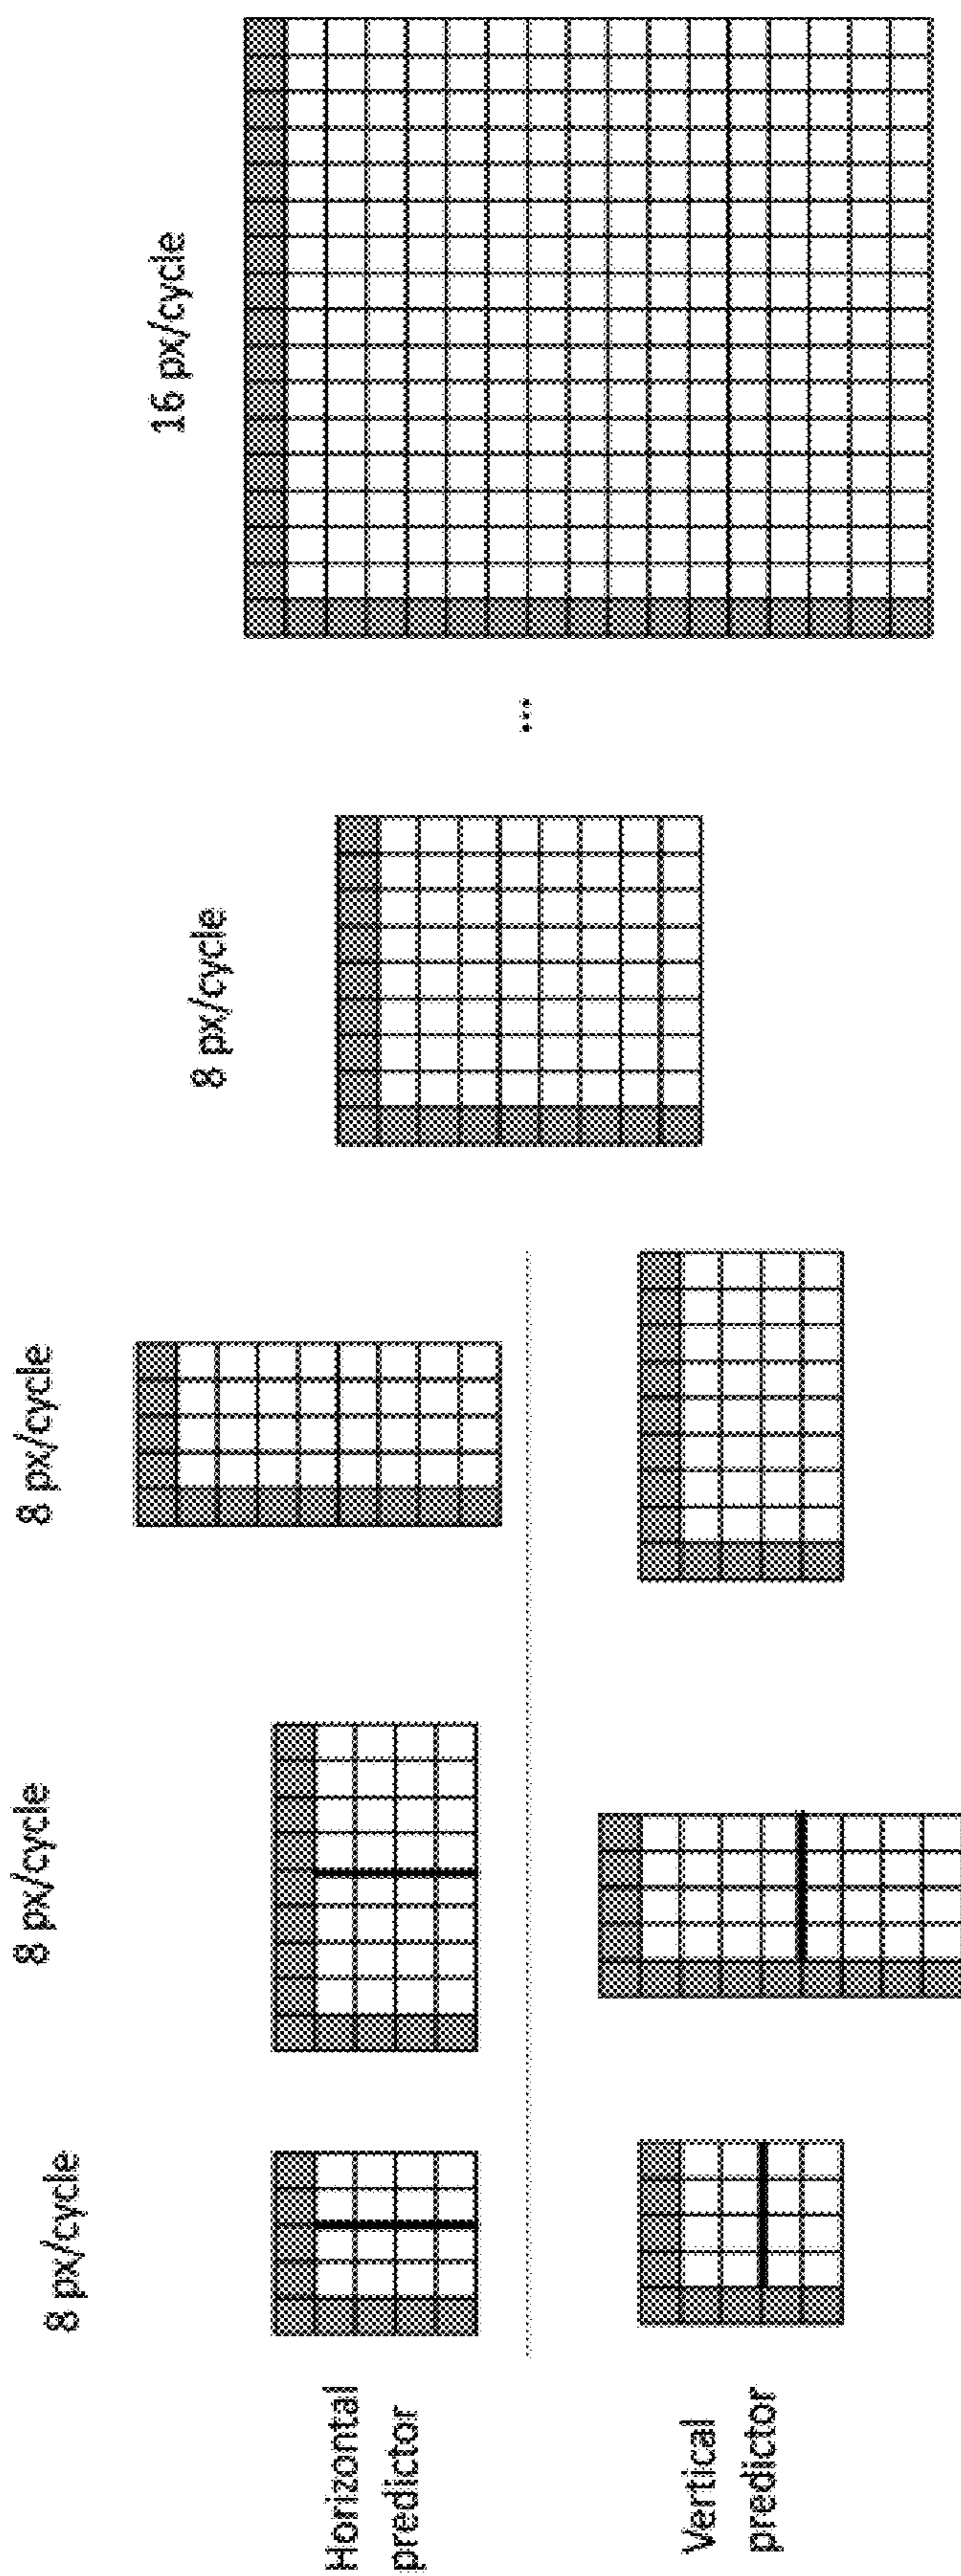 8 px/cycle
8 px/cycle
8 px/cycle
8 px/cycle
16 px/cycle
Horizontal
predictor
...
Vertical
predictor